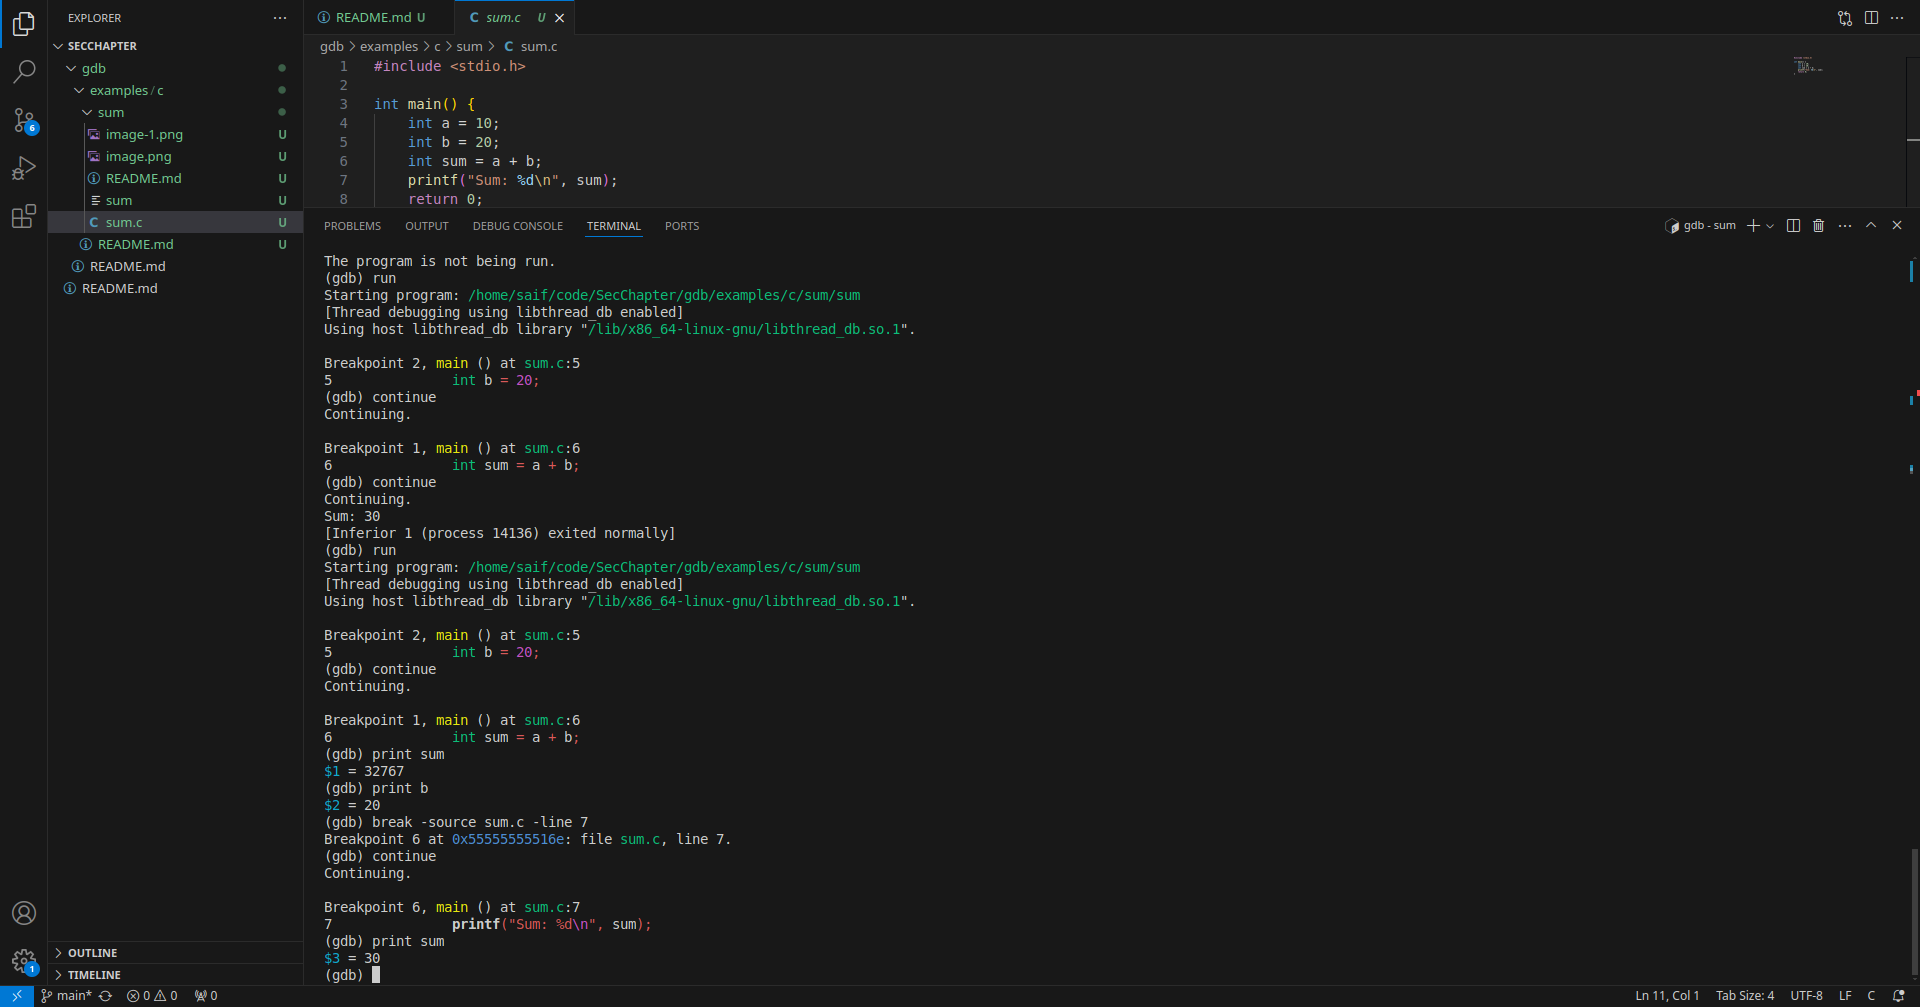 EXPLORER
SECCHAPTER
gdb
examples / c
sum
image-1.png U
image.png U
README.md U
sum U
sum.c U
README.md U
README.md
README.md
OUTLINE
TIMELINE
6
1
README.md U
C sum.c U
gdb > examples > c > sum > C sum.c
1 #include <stdio.h>
2
3 int main() {
4 int a = 10;
5 int b = 20;
6 int sum = a + b;
7 printf("Sum: %d\n", sum);
8 return 0;
PROBLEMS OUTPUT DEBUG CONSOLE TERMINAL PORTS
gdb - sum
The program is not being run.
(gdb) run
Starting program: /home/saif/code/SecChapter/gdb/examples/c/sum/sum
[Thread debugging using libthread_db enabled]
Using host libthread_db library "/lib/x86_64-linux-gnu/libthread_db.so.1".
Breakpoint 2, main () at sum.c:5
5 int b = 20;
(gdb) continue
Continuing.
Breakpoint 1, main () at sum.c:6
6 int sum = a + b;
(gdb) continue
Continuing.
Sum: 30
[Inferior 1 (process 14136) exited normally]
(gdb) run
Starting program: /home/saif/code/SecChapter/gdb/examples/c/sum/sum
[Thread debugging using libthread_db enabled]
Using host libthread_db library "/lib/x86_64-linux-gnu/libthread_db.so.1".
Breakpoint 2, main () at sum.c:5
5 int b = 20;
(gdb) continue
Continuing.
Breakpoint 1, main () at sum.c:6
6 int sum = a + b;
(gdb) print sum
$1 = 32767
(gdb) print b
$2 = 20
(gdb) break -source sum.c -line 7
Breakpoint 6 at 0x55555555516e: file sum.c, line 7.
(gdb) continue
Continuing.
Breakpoint 6, main () at sum.c:7
7 printf("Sum: %d\n", sum);
(gdb) print sum
$3 = 30
(gdb)
main* 0 0 0
Ln 11, Col 1 Tab Size: 4 UTF-8 LF C